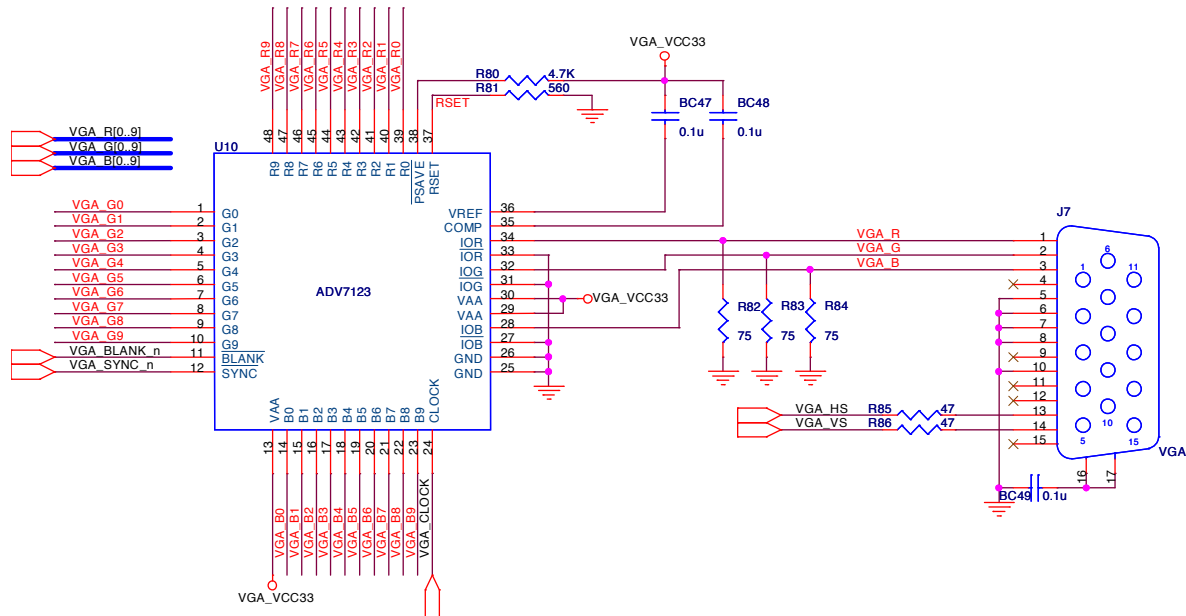 VGA_R9 VGA_R8 VGA_R7 VGA_R6 VGA_R5 VGA_R4 VGA_R3 VGA_R2 VGA_R1 VGA_R0
VGA_VCC33
R80 4.7K
R81 560
RSET
BC47 BC48
0.1u 0.1u
48 47 46 45 44 43 42 41 40 39 38 37
VGA_R[0..9]
VGA_G[0..9]
VGA_B[0..9]
U10
R9 R8 R7 R6 R5 R4 R3 R2 R1 R0 PSAVE RSET
VGA_G0 1 G0 VREF 36
VGA_G1 2 G1 COMP 35
VGA_G2 3 G2 IOR 34
VGA_G3 4 G3 IOR 33
VGA_G4 5 G4 IOG 32
VGA_G5 6 G5 IOG 31
VGA_G6 7 G6 VAA 30
VGA_G7 8 G7 VAA 29
VGA_G8 9 G8 IOB 28
VGA_G9 10 G9 IOB 27
VGA_BLANK_n 11 BLANK GND 26
VGA_SYNC_n 12 SYNC GND 25
ADV7123
VGA_VCC33
VAA B0 B1 B2 B3 B4 B5 B6 B7 B8 B9 CLOCK
13 14 15 16 17 18 19 20 21 22 23 24
VGA_B0 VGA_B1 VGA_B2 VGA_B3 VGA_B4 VGA_B5 VGA_B6 VGA_B7 VGA_B8 VGA_B9 VGA_CLOCK
VGA_VCC33
J7
VGA_R 1
VGA_G 2
VGA_B 3
4
5
6
7
8
9
10
11
12
13
14
15
R82 R83 R84
75 75 75
VGA_HS R85 47
VGA_VS R86 47
6
1 11
5 10 15
VGA
16 17
BC49 0.1u